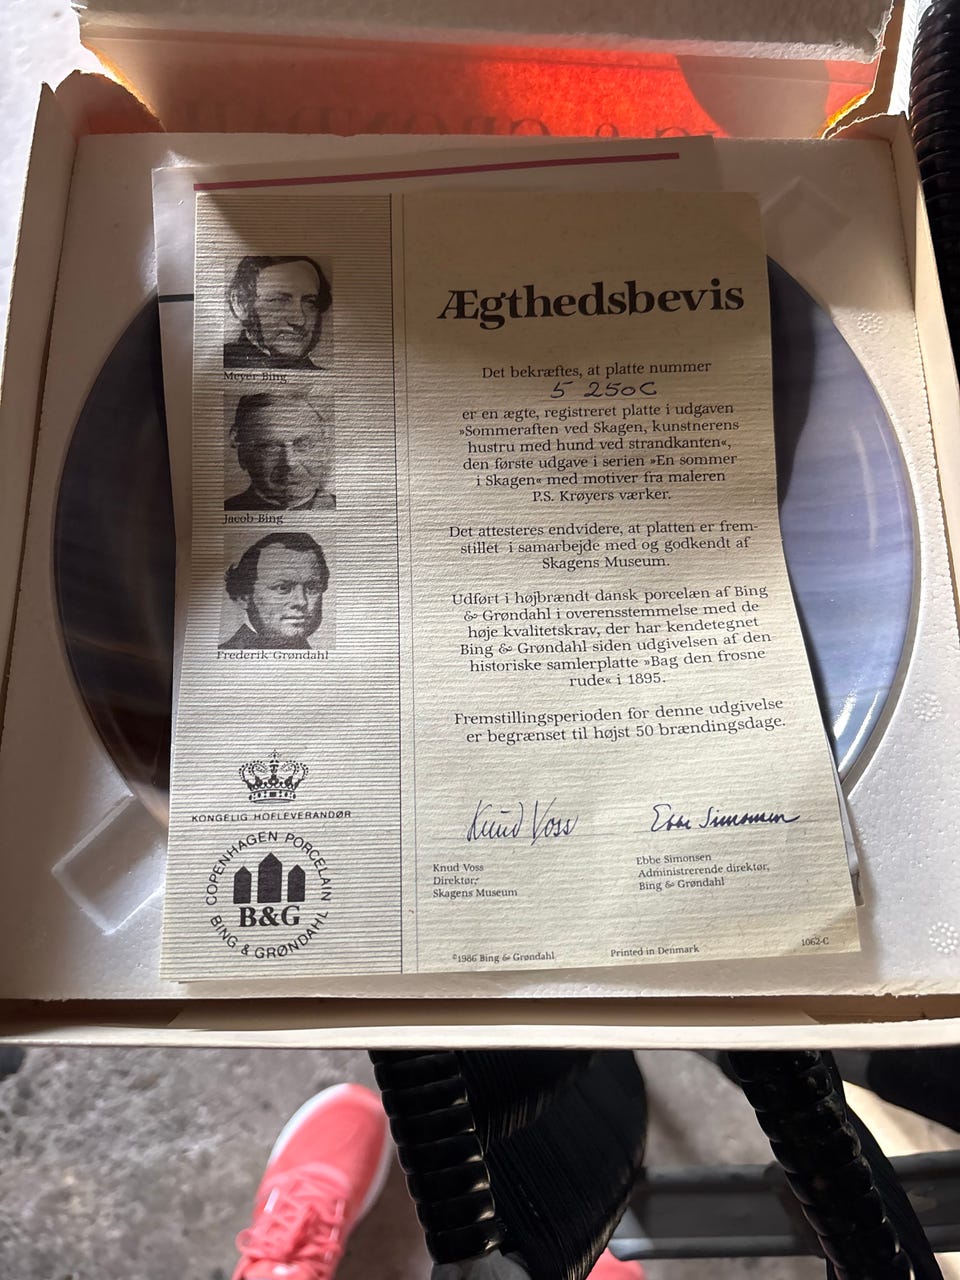 Meyer Bing
Jacob Bing
Frederik Grøndahl
KONGELIG HOFLEVERANDØR
COPENHAGEN PORCELAIN
B&G
BING & GRØNDAHL
Ægthedsbevis
Det bekræftes, at platte nummer
5 250C
er en ægte, registreret platte i udgaven
»Sommeraften ved Skagen, kunstnerens
hustru med hund ved strandkanten«,
den første udgave i serien »En sommer
i Skagen« med motiver fra maleren
P.S. Krøyers værker.
Det attesteres endvidere, at platten er frem-
stillet i samarbejde med og godkendt af
Skagens Museum.
Udført i højbrændt dansk porcelæn af Bing
& Grøndahl i overensstemmelse med de
høje kvalitetskrav, der har kendetegnet
Bing & Grøndahl siden udgivelsen af den
historiske samlerplatte »Bag den frosne
rude« i 1895.
Fremstillingsperioden for denne udgivelse
er begrænset til højst 50 brændingsdage.
Knud Voss
Ebbe Simonsen
Knud Voss
Direktør,
Skagens Museum
Ebbe Simonsen
Administrerende direktør,
Bing & Grøndahl
©1986 Bing & Grøndahl
Printed in Denmark
1062-C